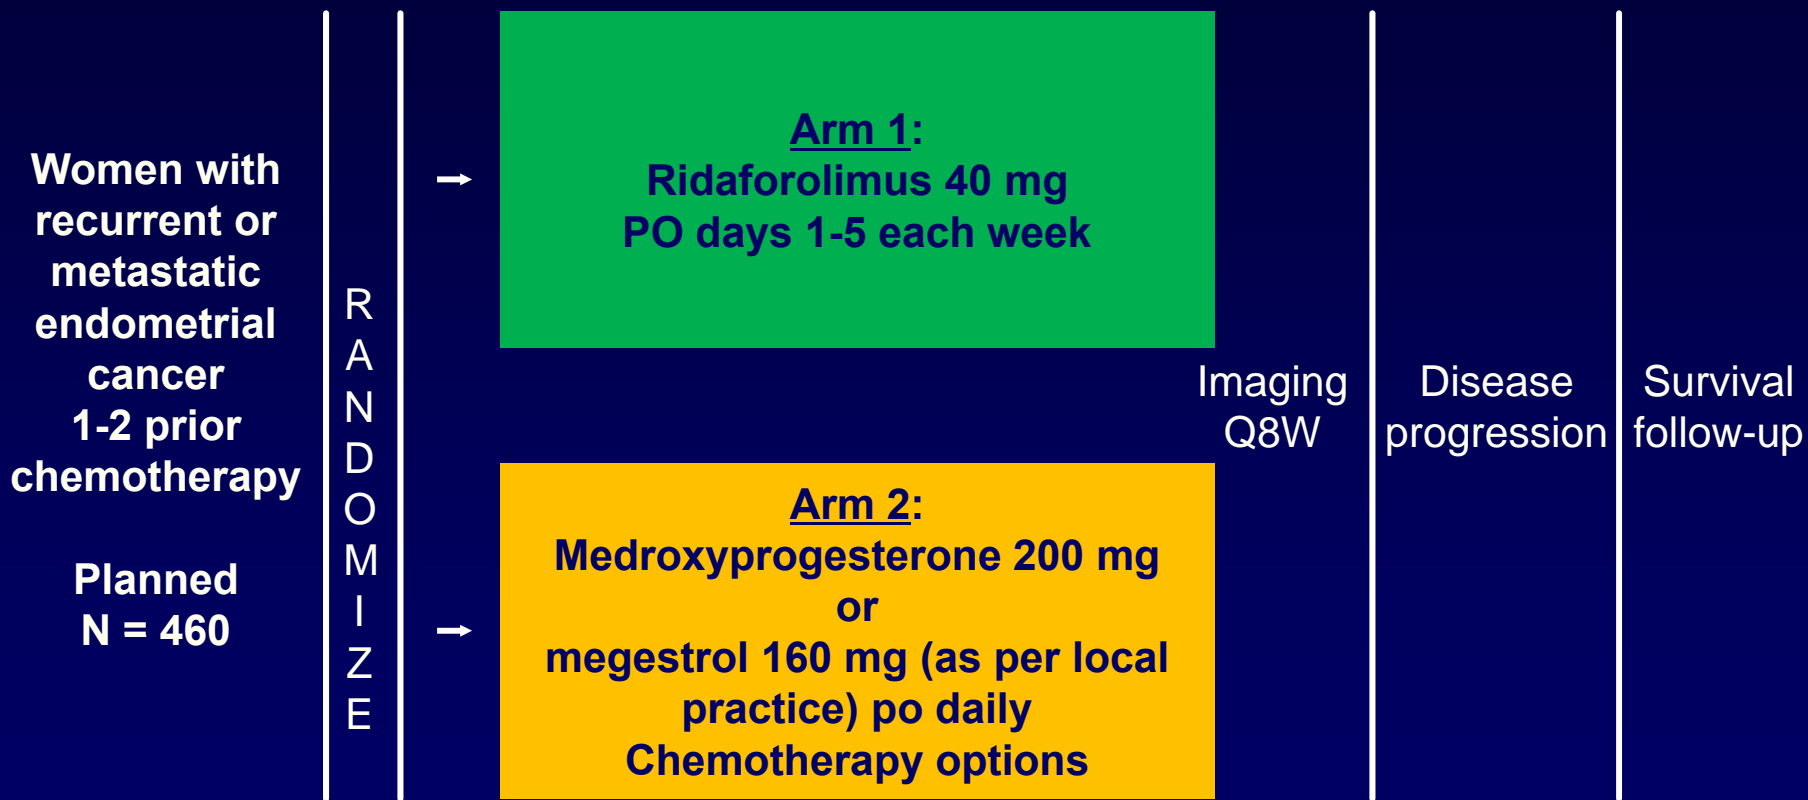 Women with
recurrent or
metastatic
endometrial
cancer
1-2 prior
chemotherapy
Planned
N = 460
R
A
N
D
O
M
I
Z
E
Arm 1:
Ridaforolimus 40 mg
PO days 1-5 each week
Arm 2:
Medroxyprogesterone 200 mg
or
megestrol 160 mg (as per local
practice) po daily
Chemotherapy options
Imaging
Q8W
Disease
progression
Survival
follow-up